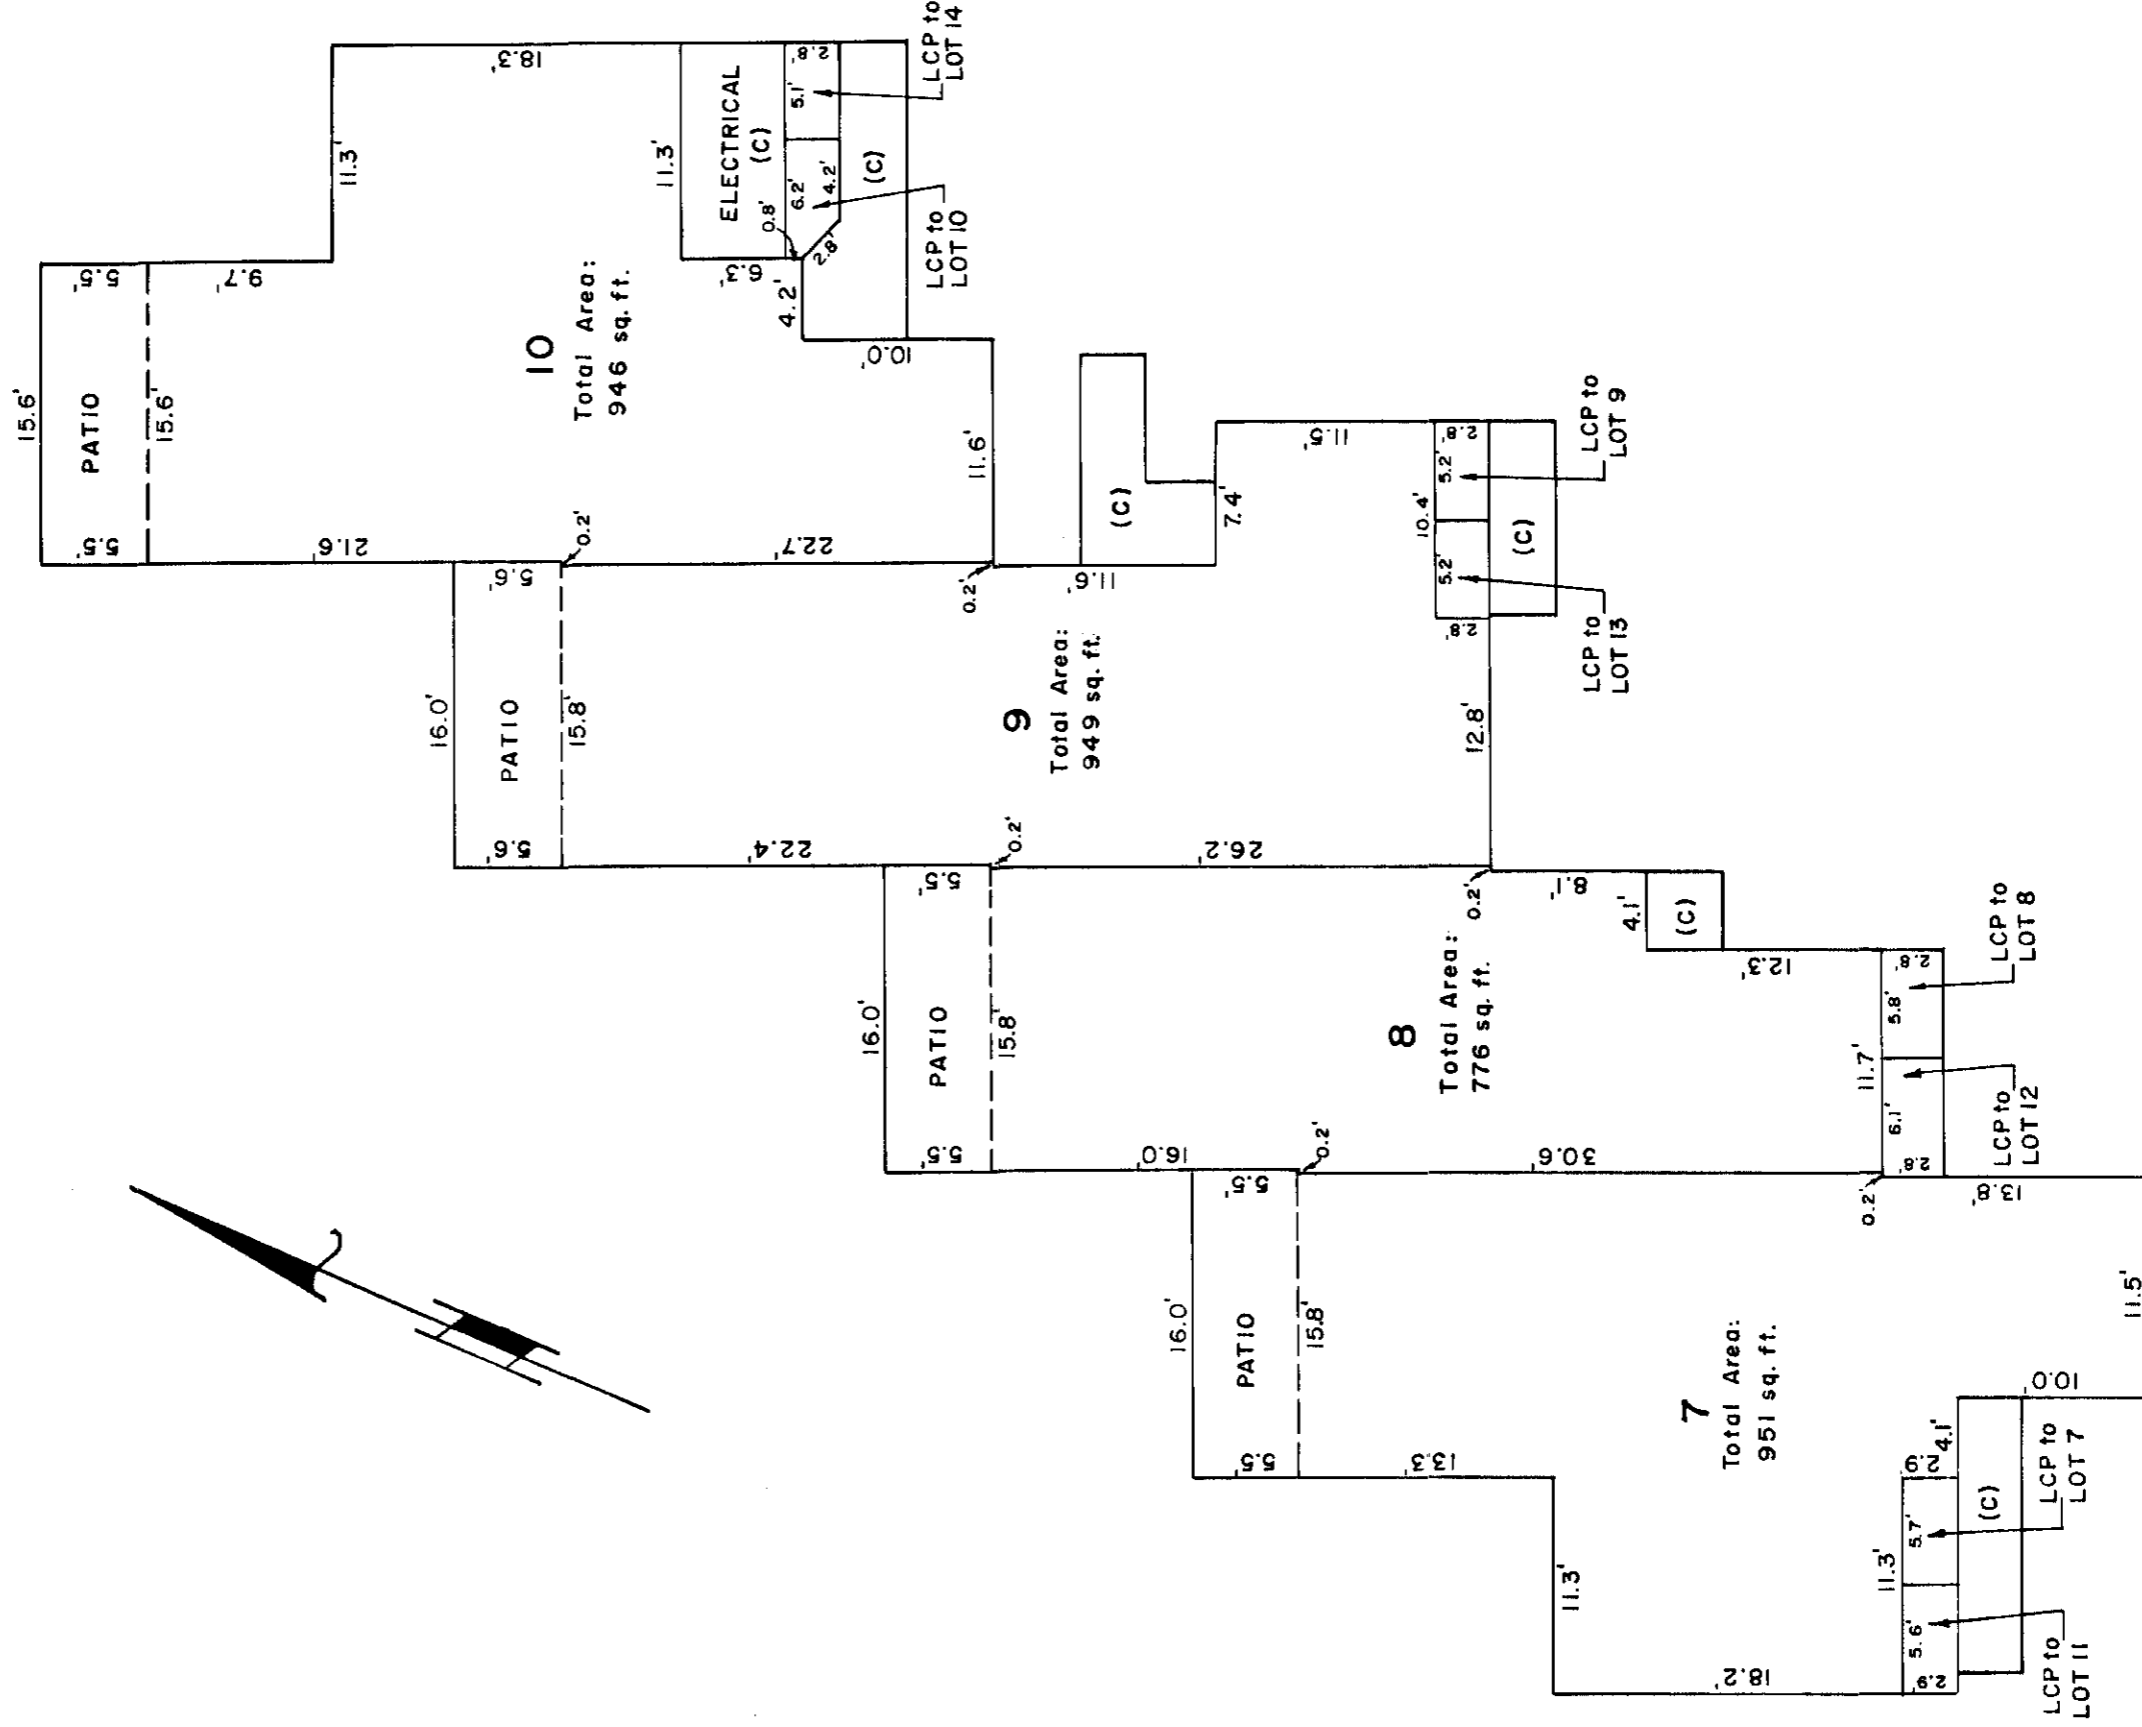 15.6'
5.5'
PATIO
5.5'
15.6'
9.7'
21.6'
11.3'
18.3'
10
Total Area:
946 sq. ft.
11.3'
ELECTRICAL
(C)
6.3'
0.8'
6.2'
5.1'
2.8'
4.2'
2.8'
4.2'
(C)
10.0'
LCP to
LOT 14
LCP to
LOT 10
11.6'
22.7'
0.2'
0.2'
16.0'
5.6'
PATIO
5.6'
15.8'
22.4'
9
Total Area:
949 sq. ft.
11.6'
(C)
7.4'
11.5'
10.4'
5.2'
2.8'
5.2'
2.8'
(C)
LCP to
LOT 9
LCP to
LOT 13
12.8'
26.2'
0.2'
0.2'
16.0'
5.5'
PATIO
5.5'
15.8'
16.0'
8
Total Area:
776 sq. ft.
8.1'
4.1'
(C)
12.3'
11.7'
5.8'
2.8'
6.1'
2.8'
LCP to
LOT 8
LCP to
LOT 12
30.6'
0.2'
0.2'
13.8'
16.0'
5.5'
PATIO
5.5'
15.8'
13.3'
11.3'
18.2'
7
Total Area:
951 sq. ft.
11.3'
5.7'
2.9'
5.6'
2.9'
4.1'
(C)
10.0'
11.5'
LCP to
LOT 7
LCP to
LOT 11